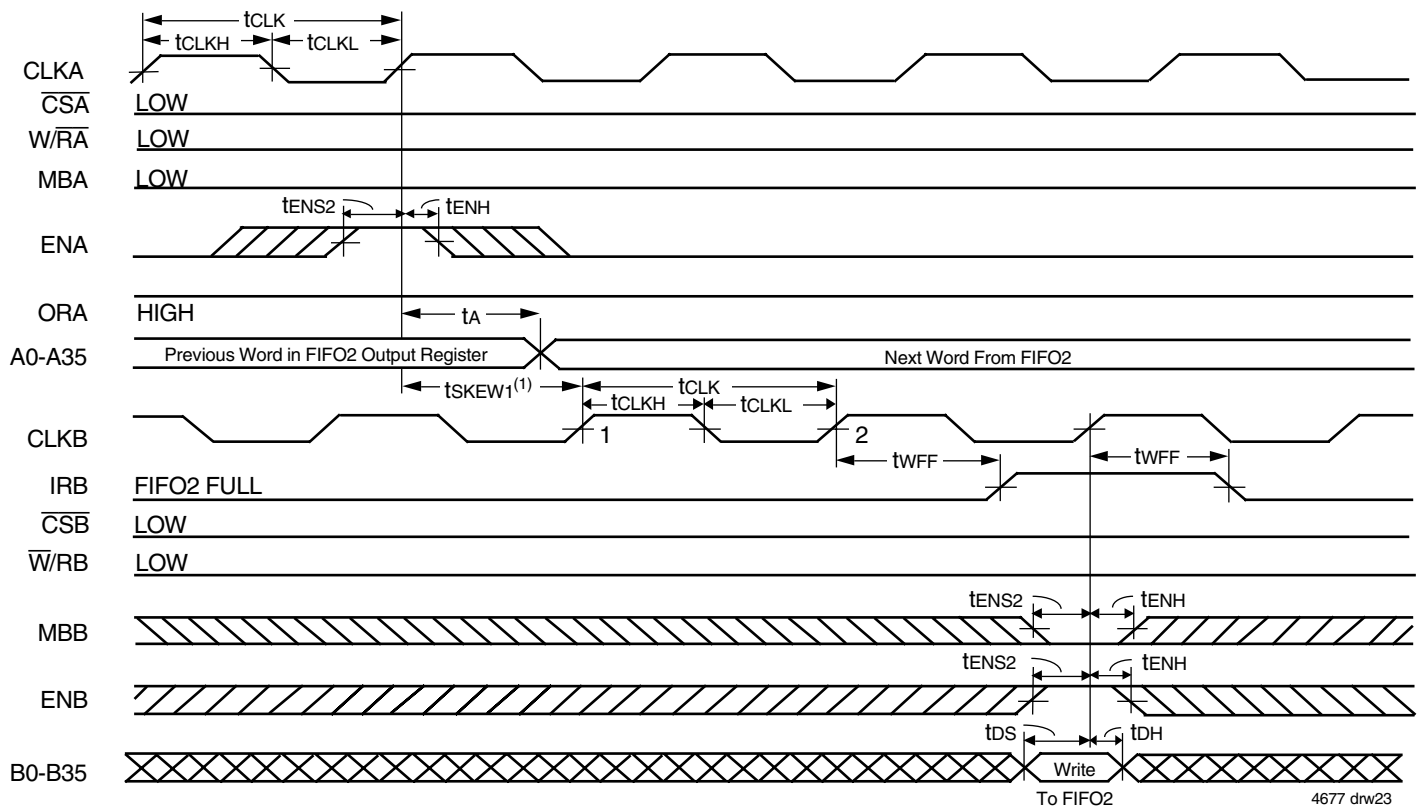 tCLK
tCLKH tCLKL
CLKA
CSA LOW
W/RA LOW
MBA LOW
tENS2 tENH
ENA
ORA HIGH
tA
A0-A35 Previous Word in FIFO2 Output Register Next Word From FIFO2
tSKEW1(1) tCLK
tCLKH tCLKL
CLKB 1 2
tWFF tWFF
IRB FIFO2 FULL
CSB LOW
W/RB LOW
tENS2 tENH
MBB
tENS2 tENH
ENB
tDS tDH
B0-B35 Write
To FIFO2 4677 drw23